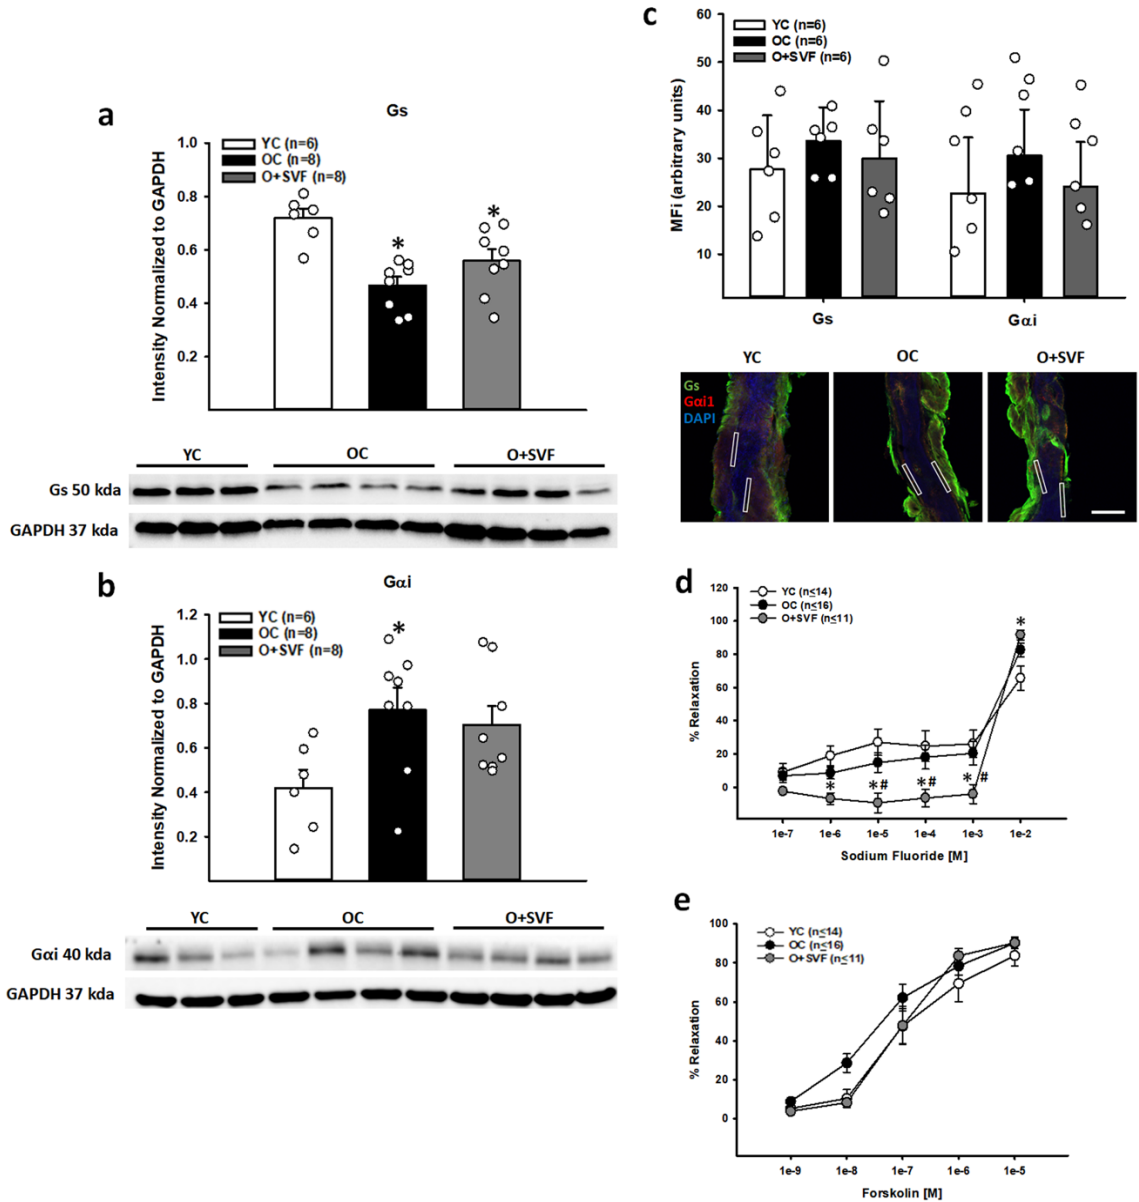 a
Gs
Intensity Normalized to GAPDH
1.0
0.8
0.6
0.4
0.2
YC (n=6)
OC (n=8)
O+SVF (n=8)
*
*
YC OC O+SVF
Gs 50 kda
GAPDH 37 kda
b
Gαi
Intensity Normalized to GAPDH
1.2
1.0
0.8
0.6
0.4
0.2
YC (n=6)
OC (n=8)
O+SVF (n=8)
*
YC OC O+SVF
Gαi 40 kda
GAPDH 37 kda
c
MFi (arbitrary units)
60
50
40
30
20
10
YC (n=6)
OC (n=6)
O+SVF (n=6)
Gs Gαi
YC OC O+SVF
Gs
Gαi1
DAPI
d
% Relaxation
120
100
80
60
40
20
0
YC (n≤14)
OC (n≤16)
O+SVF (n≤11)
*
* *# *# * #
1e-7 1e-6 1e-5 1e-4 1e-3 1e-2
Sodium Fluoride [M]
e
% Relaxation
100
80
60
40
20
0
YC (n≤14)
OC (n≤16)
O+SVF (n≤11)
1e-9 1e-8 1e-7 1e-6 1e-5
Forskolin [M]